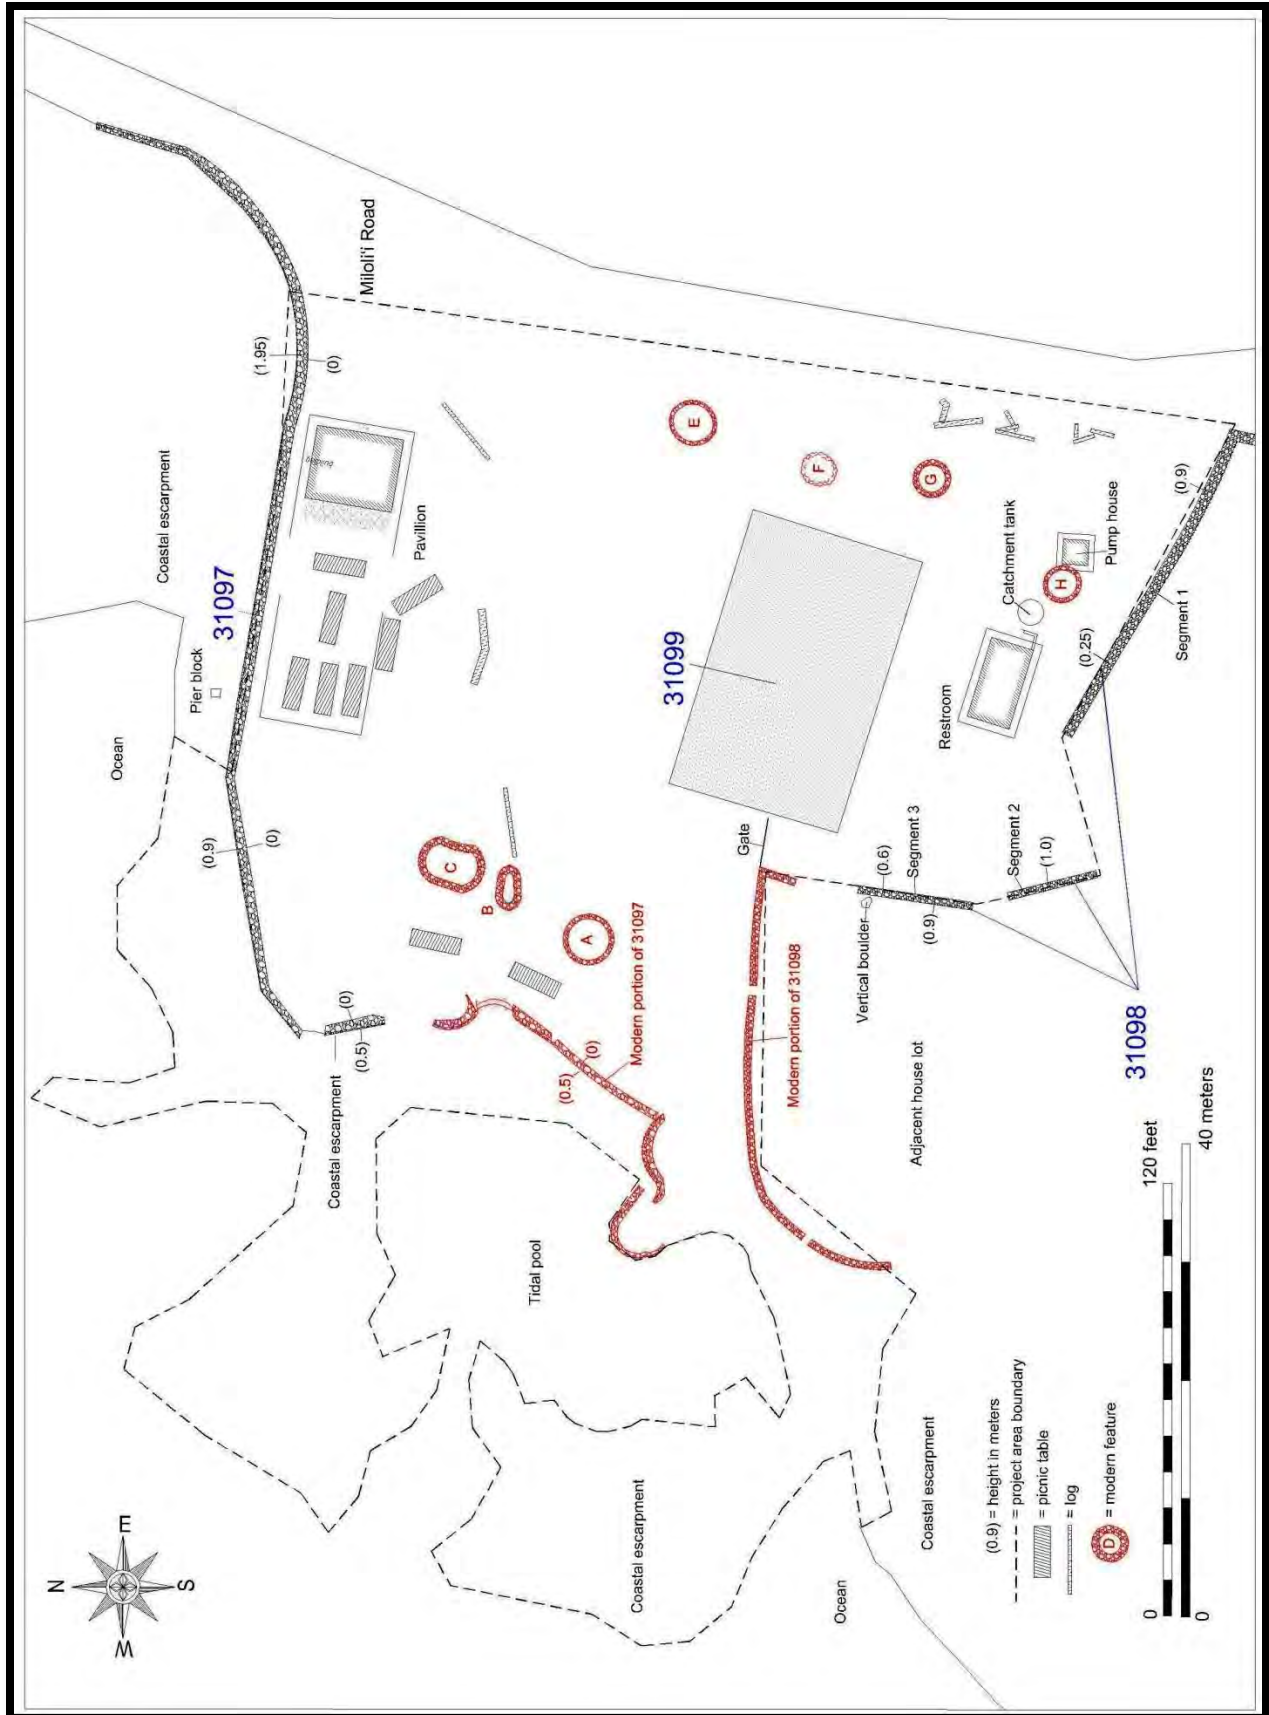 N
W
E
S
Ocean
Coastal escarpment
Pier block
31097
(1.95)
(0)
Miloli'i Road
(0.9)
(0)
Coastal escarpment
(0.5)
(0)
Pavillion
C
B
A
Tidal pool
(0.5)
(0)
Modern portion of 31097
Coastal escarpment
E
31099
Gate
F
Modern portion of 31098
Ocean
Vertical boulder
(0.6)
(0.9)
Segment 3
Adjacent house lot
G
Restroom
Coastal escarpment
Catchment tank
Segment 2
(1.0)
H
Pump house
(0.25)
(0.9)
Segment 1
31098
(0.9) = height in meters
= project area boundary
= picnic table
= log
D = modern feature
0
120 feet
0
40 meters